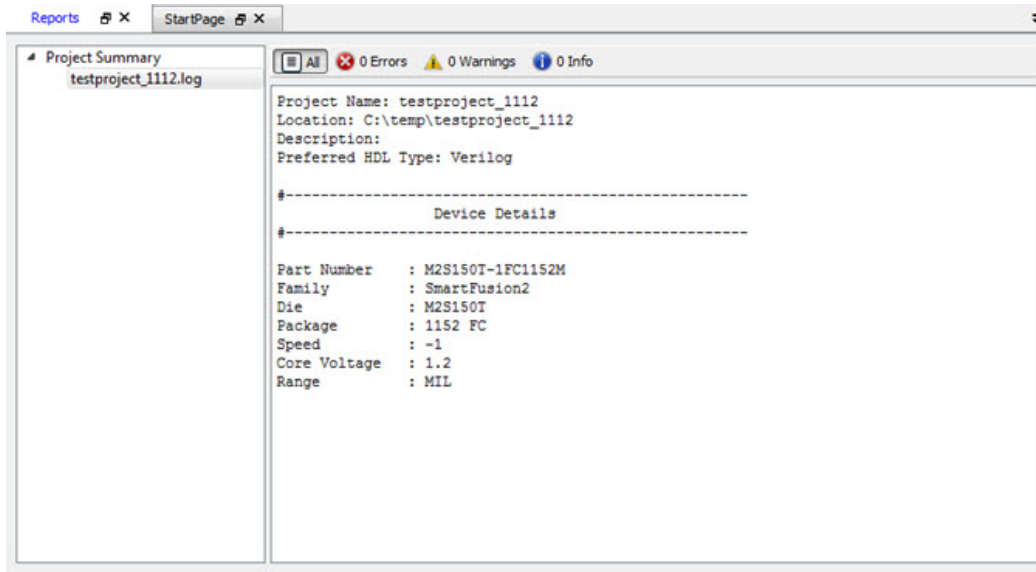 Reports
StartPage
Project Summary
testproject_1112.log
All 0 Errors 0 Warnings 0 Info
Project Name: testproject_1112
Location: C:\temp\testproject_1112
Description:
Preferred HDL Type: Verilog
#-----------------------------------------------------
Device Details
#-----------------------------------------------------
Part Number : M2S150T-1FC1152M
Family : SmartFusion2
Die : M2S150T
Package : 1152 FC
Speed : -1
Core Voltage : 1.2
Range : MIL